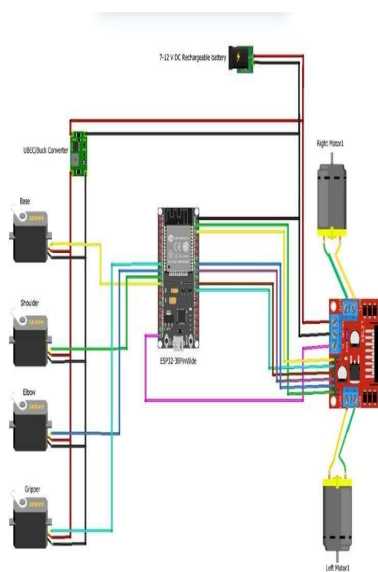 7-12 V DC Rechargeable battery
UBEC/Buck Converter
Right Motor1
Base
Shoulder
ESP32-38PinWide
Elbow
Gripper
Left Motor1